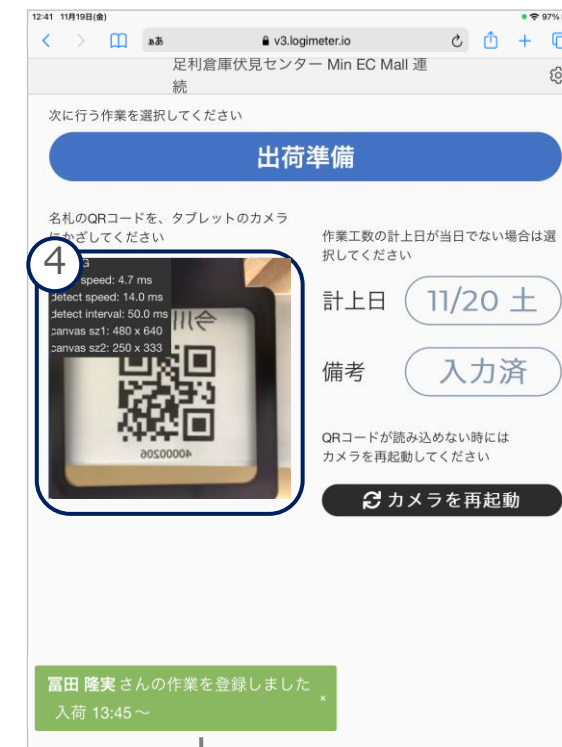 12:41 11月19日(金)
97%
ぁあ
v3.logimeter.io
足利倉庫伏見センター Min EC Mall 連
続
次に行う作業を選択してください
出荷準備
名札のQRコードを、タブレットのカメラ
にかざしてください
4
speed: 4.7 ms
detect speed: 14.0 ms
detect interval: 50.0 ms
canvas sz1: 480 x 640
canvas sz2: 250 x 333
40000206
作業工数の計上日が当日でない場合は選
択してください
計上日
11/20 土
備考
入力済
QRコードが読み込めない時には
カメラを再起動してください
カメラを再起動
冨田 隆実 さんの作業を登録しました
入荷 13:45～